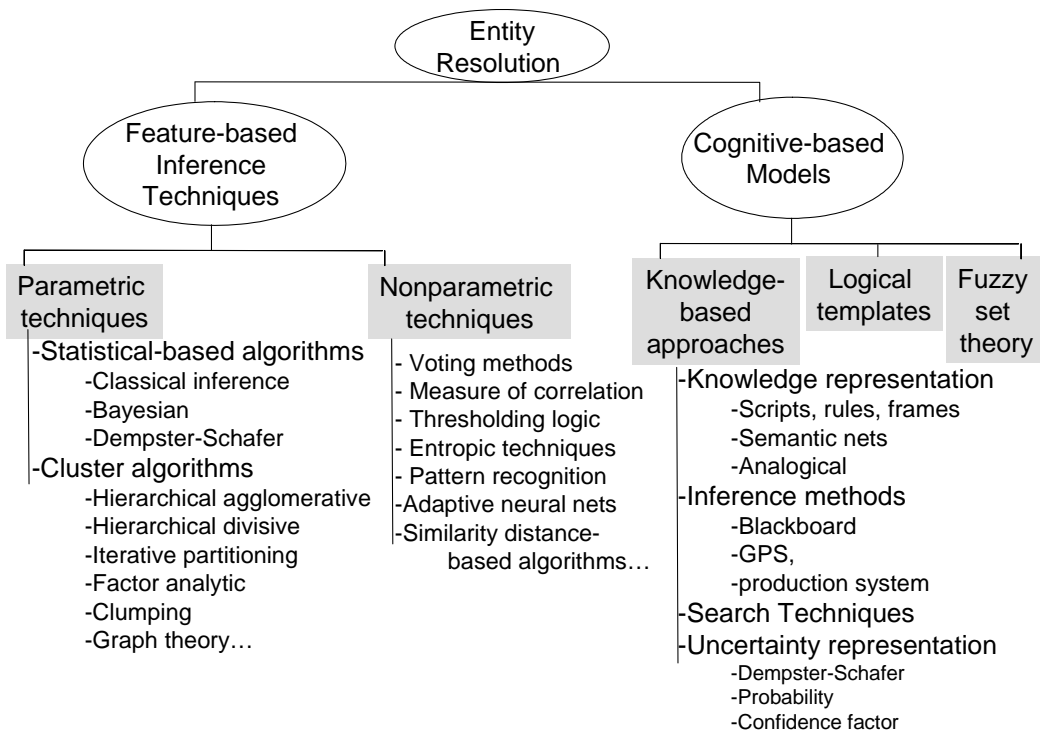 Entity
Resolution
Feature-based
Inference
Techniques
Cognitive-based
Models
Parametric
techniques
-Statistical-based algorithms
-Classical inference
-Bayesian
-Dempster-Schafer
-Cluster algorithms
-Hierarchical agglomerative
-Hierarchical divisive
-Iterative partitioning
-Factor analytic
-Clumping
-Graph theory…
Nonparametric
techniques
- Voting methods
- Measure of correlation
- Thresholding logic
- Entropic techniques
- Pattern recognition
-Adaptive neural nets
-Similarity distance-
based algorithms…
Knowledge-
based
approaches
-Knowledge representation
-Scripts, rules, frames
-Semantic nets
-Analogical
-Inference methods
-Blackboard
-GPS,
-production system
-Search Techniques
-Uncertainty representation
-Dempster-Schafer
-Probability
-Confidence factor
Logical
templates
Fuzzy
set
theory